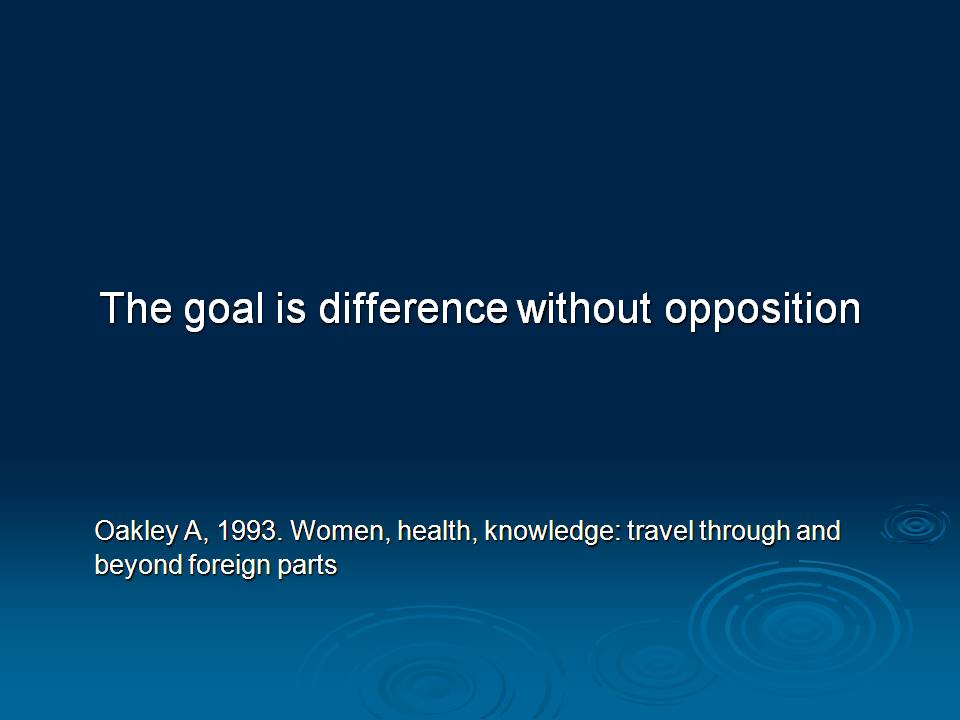 The goal is difference without opposition
Oakley A, 1993. Women, health, knowledge: travel through and
beyond foreign parts